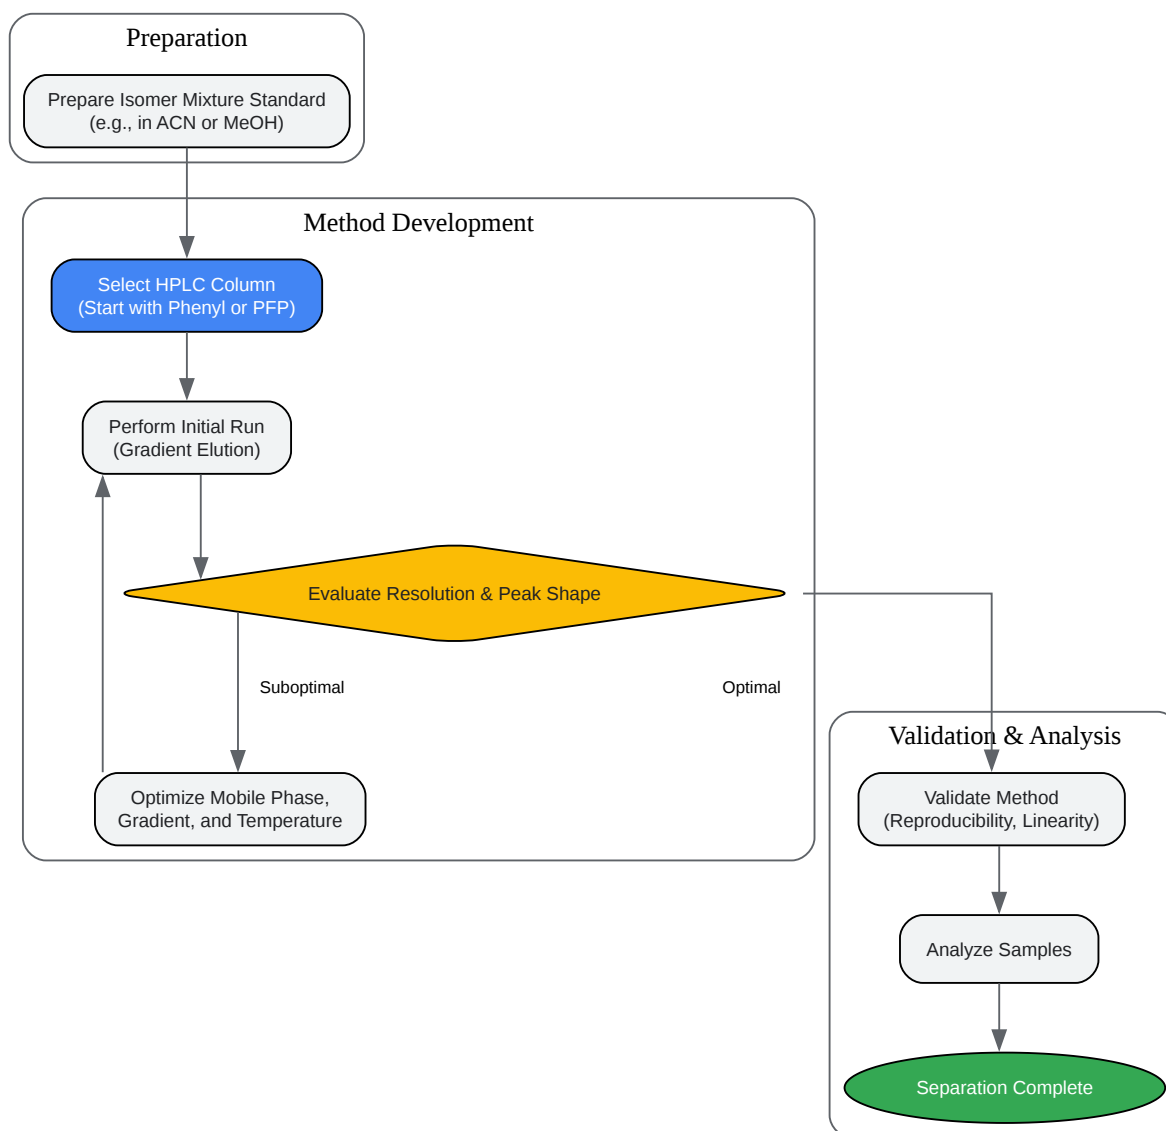 Preparation
Prepare Isomer Mixture Standard
(e.g., in ACN or MeOH)
Method Development
Select HPLC Column
(Start with Phenyl or PFP)
Perform Initial Run
(Gradient Elution)
Evaluate Resolution & Peak Shape
Suboptimal
Optimal
Optimize Mobile Phase,
Gradient, and Temperature
Validation & Analysis
Validate Method
(Reproducibility, Linearity)
Analyze Samples
Separation Complete